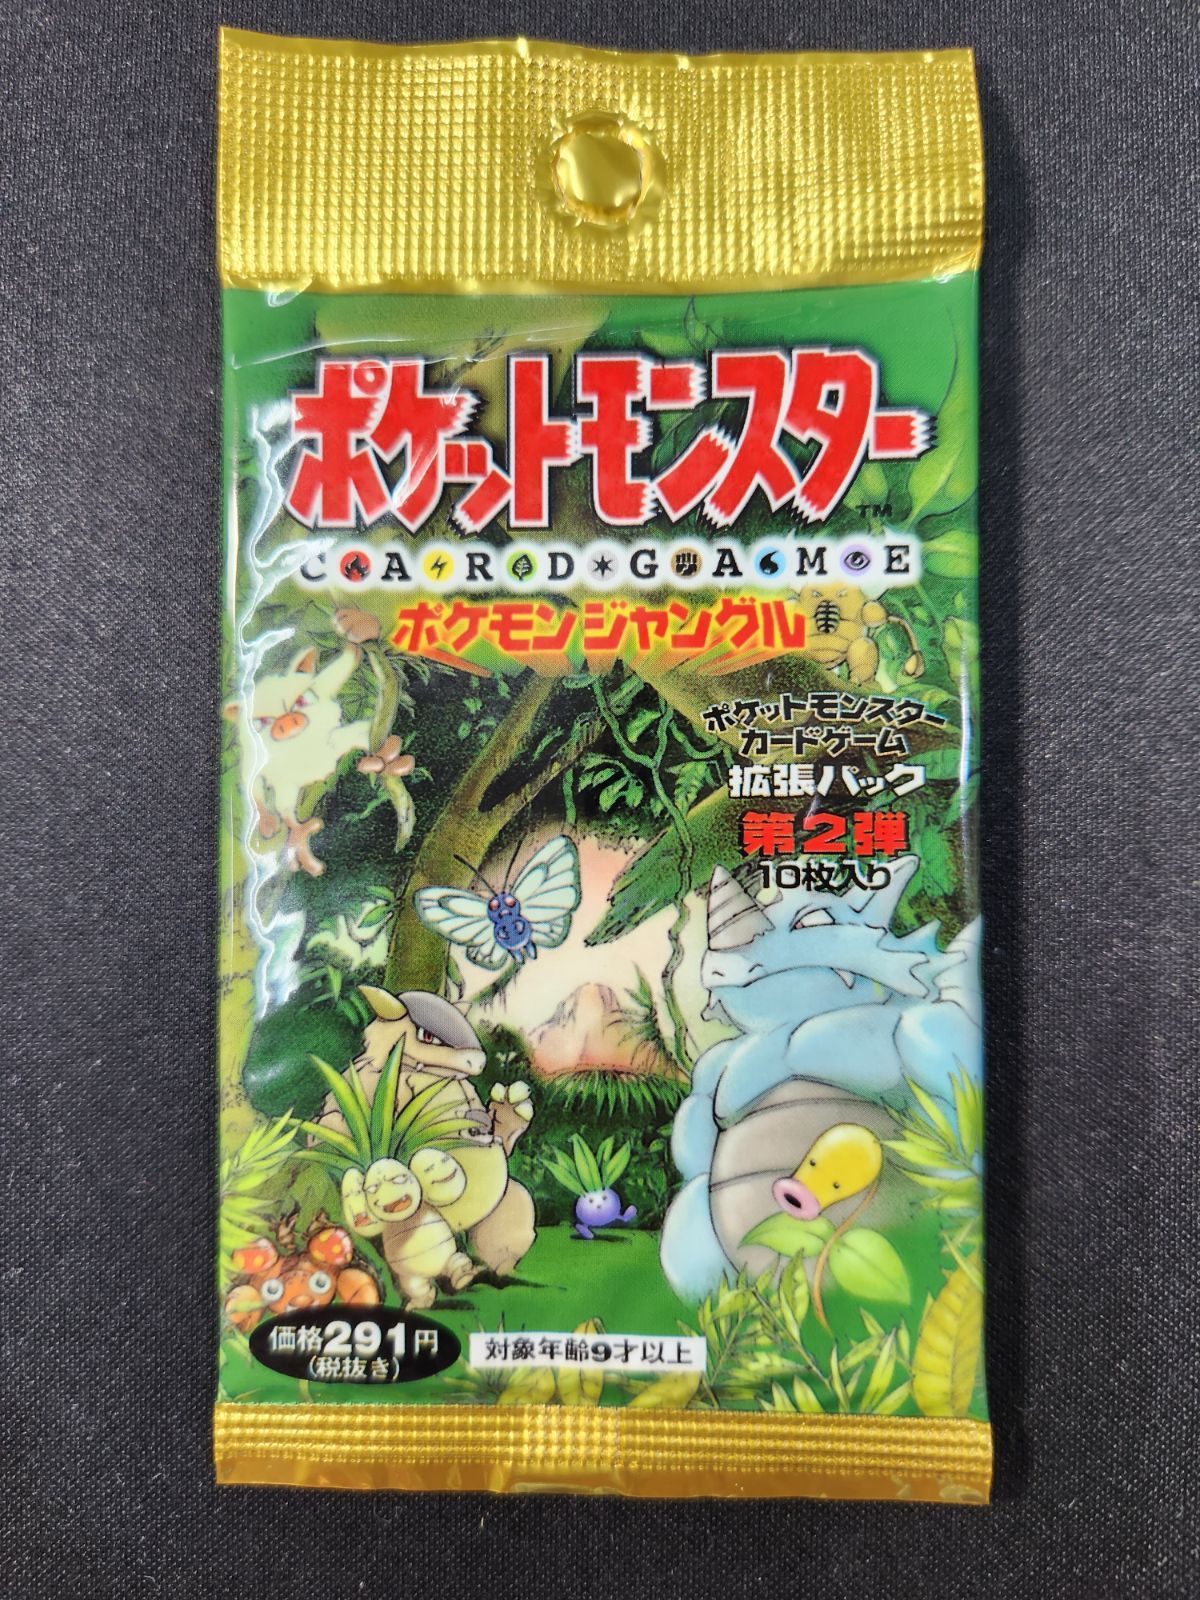 ポケットモンスター
TM
CARD GAME
ポケモンジャングル
ポケットモンスター
カードゲーム
拡張パック
第2弾
10枚入り
価格291円
(税抜き)
対象年齢9才以上